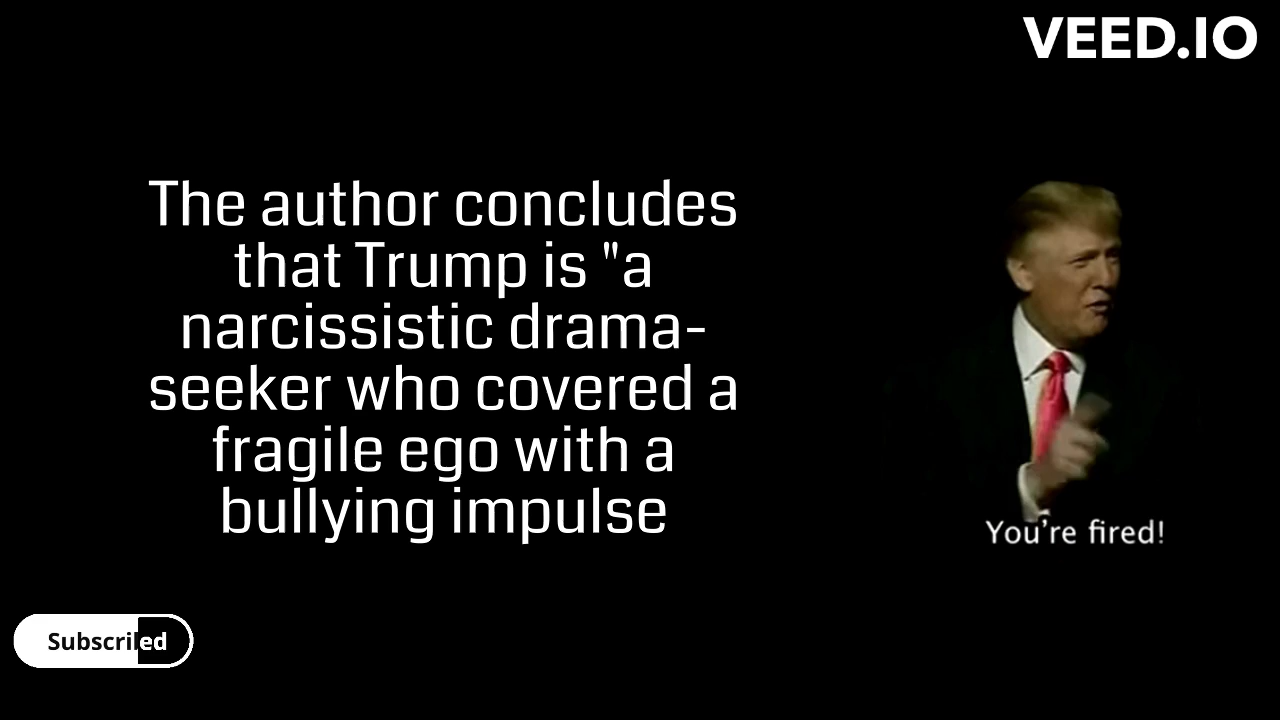 VEED.IO
The author concludes
that Trump is "a
narcissistic drama-
seeker who covered a
fragile ego with a
bullying impulse
You're fired!